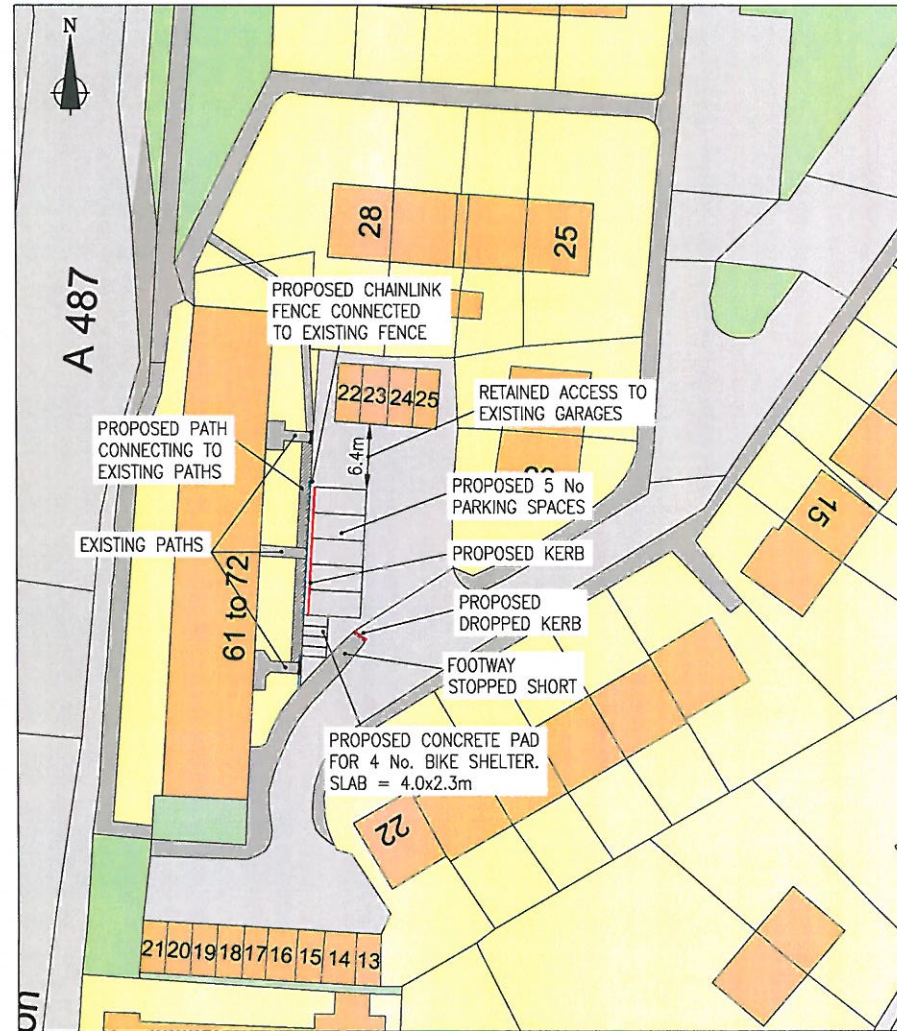 N
A 487
28
25
PROPOSED CHAINLINK
FENCE CONNECTED
TO EXISTING FENCE
22 23 24 25
RETAINED ACCESS TO
EXISTING GARAGES
PROPOSED PATH
CONNECTING TO
EXISTING PATHS
6.4m
PROPOSED 5 No
PARKING SPACES
15
EXISTING PATHS
PROPOSED KERB
61 to 72
PROPOSED
DROPPED KERB
FOOTWAY
STOPPED SHORT
PROPOSED CONCRETE PAD
FOR 4 No. BIKE SHELTER.
SLAB = 4.0x2.3m
22
21 20 19 18 17 16 15 14 13
on